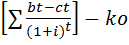 [∑ (bt−ct)/(1+i)^t] − ko